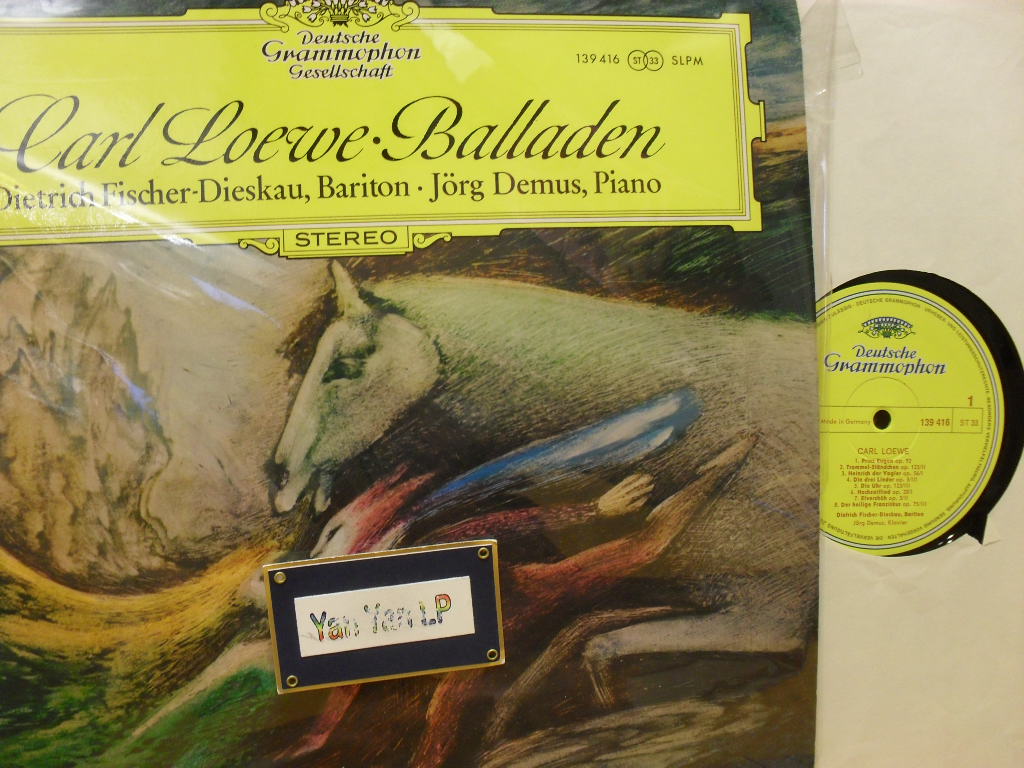 Deutsche
Grammophon
Gesellschaft
139 416 ST 33 SLPM
Carl Loewe · Balladen
Dietrich Fischer-Dieskau, Bariton · Jörg Demus, Piano
STEREO
Yan Yan LP
Deutsche
Grammophon
1
Made in Germany
139 416 ST 33
CARL LOEWE
1. Prinz Eugen op. 92
2. Trommel-Ständchen op. 123/II
3. Heinrich der Vogler op. 56/I
4. Die drei Lieder op. 3/III
5. Die Uhr op. 123/III
6. Hochzeitlied op. 20/I
7. Elvershöh op. 3/II
8. Der heilige Franziskus op. 75/III
Dietrich Fischer-Dieskau, Bariton
Jörg Demus, Klavier